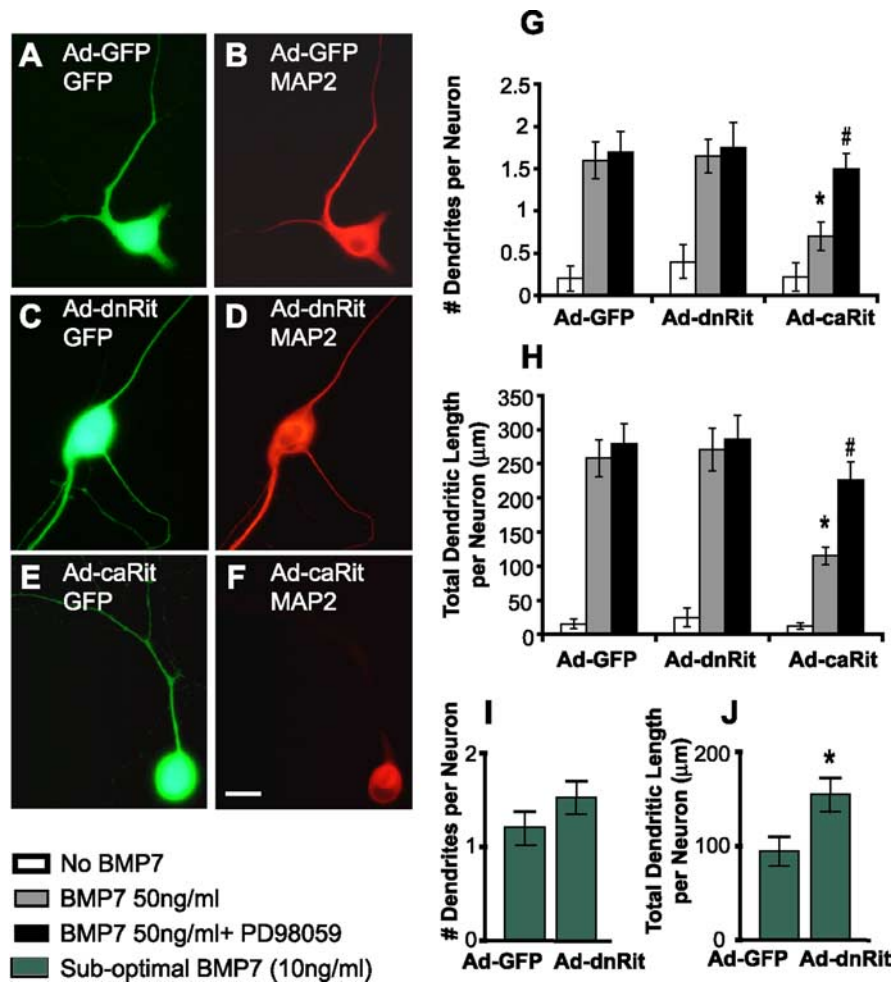 A Ad-GFP
GFP
B Ad-GFP
MAP2
C Ad-dnRit
GFP
D Ad-dnRit
MAP2
E Ad-caRit
GFP
F Ad-caRit
MAP2
No BMP7
BMP7 50ng/ml
BMP7 50ng/ml+ PD98059
Sub-optimal BMP7 (10ng/ml)
G
# Dendrites per Neuron
2.5
2
1.5
1
0.5
0
*
#
Ad-GFP Ad-dnRit Ad-caRit
H
Total Dendritic Length
per Neuron (μm)
350
300
250
200
150
100
50
0
*
#
Ad-GFP Ad-dnRit Ad-caRit
I
# Dendrites per Neuron
2
1
0
Ad-GFP Ad-dnRit
J
Total Dendritic Length
per Neuron (μm)
200
100
0
*
Ad-GFP Ad-dnRit